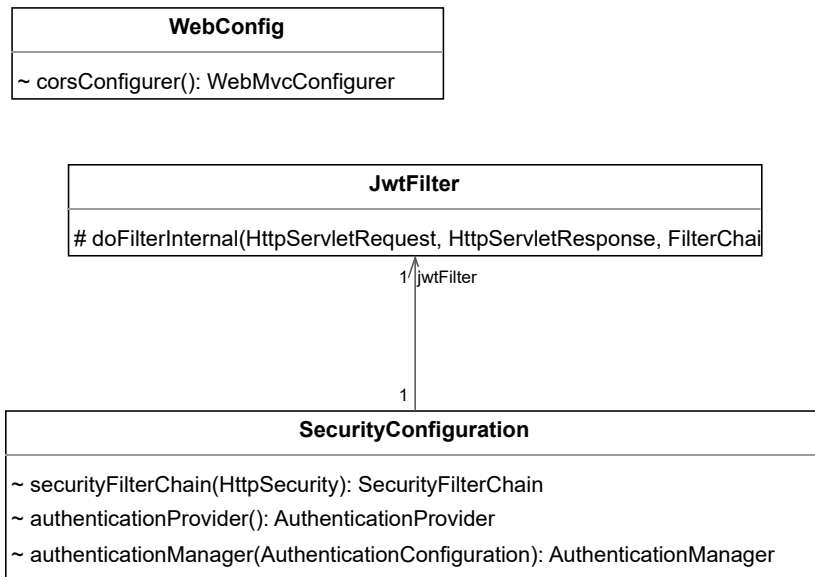 WebConfig
~ corsConfigurer(): WebMvcConfigurer
JwtFilter
# doFilterInternal(HttpServletRequest, HttpServletResponse, FilterChai
1 jwtFilter
1
SecurityConfiguration
~ securityFilterChain(HttpSecurity): SecurityFilterChain
~ authenticationProvider(): AuthenticationProvider
~ authenticationManager(AuthenticationConfiguration): AuthenticationManager